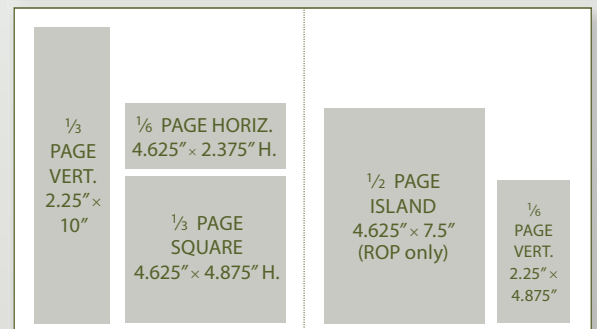 ⅓
PAGE
VERT.
2.25″ ×
10″
⅙ PAGE HORIZ.
4.625″ × 2.375″ H.
⅓ PAGE
SQUARE
4.625″ × 4.875″ H.
½ PAGE
ISLAND
4.625″ × 7.5″
(ROP only)
⅙
PAGE
VERT.
2.25″ ×
4.875″